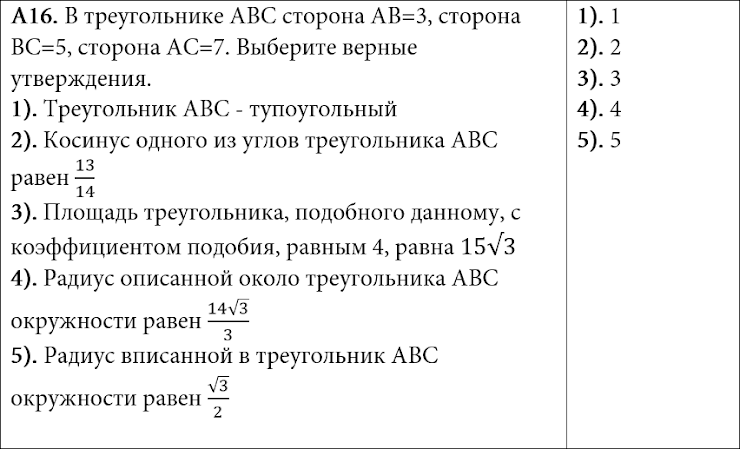 А16. В треугольнике ABC сторона AB=3, сторона
BC=5, сторона AC=7. Выберите верные
утверждения.
1). Треугольник ABC - тупоугольный
2). Косинус одного из углов треугольника ABC
равен 13/14
3). Площадь треугольника, подобного данному, с
коэффициентом подобия, равным 4, равна 15√3
4). Радиус описанной около треугольника ABC
окружности равен 14√3/3
5). Радиус вписанной в треугольник ABC
окружности равен √3/2
1). 1
2). 2
3). 3
4). 4
5). 5